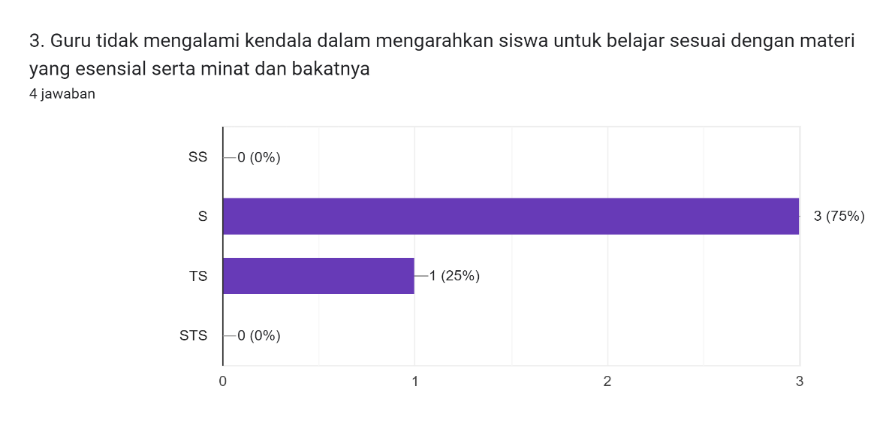 3. Guru tidak mengalami kendala dalam mengarahkan siswa untuk belajar sesuai dengan materi
yang esensial serta minat dan bakatnya
4 jawaban
SS 0 (0%)
S 3 (75%)
TS 1 (25%)
STS 0 (0%)
0 1 2 3